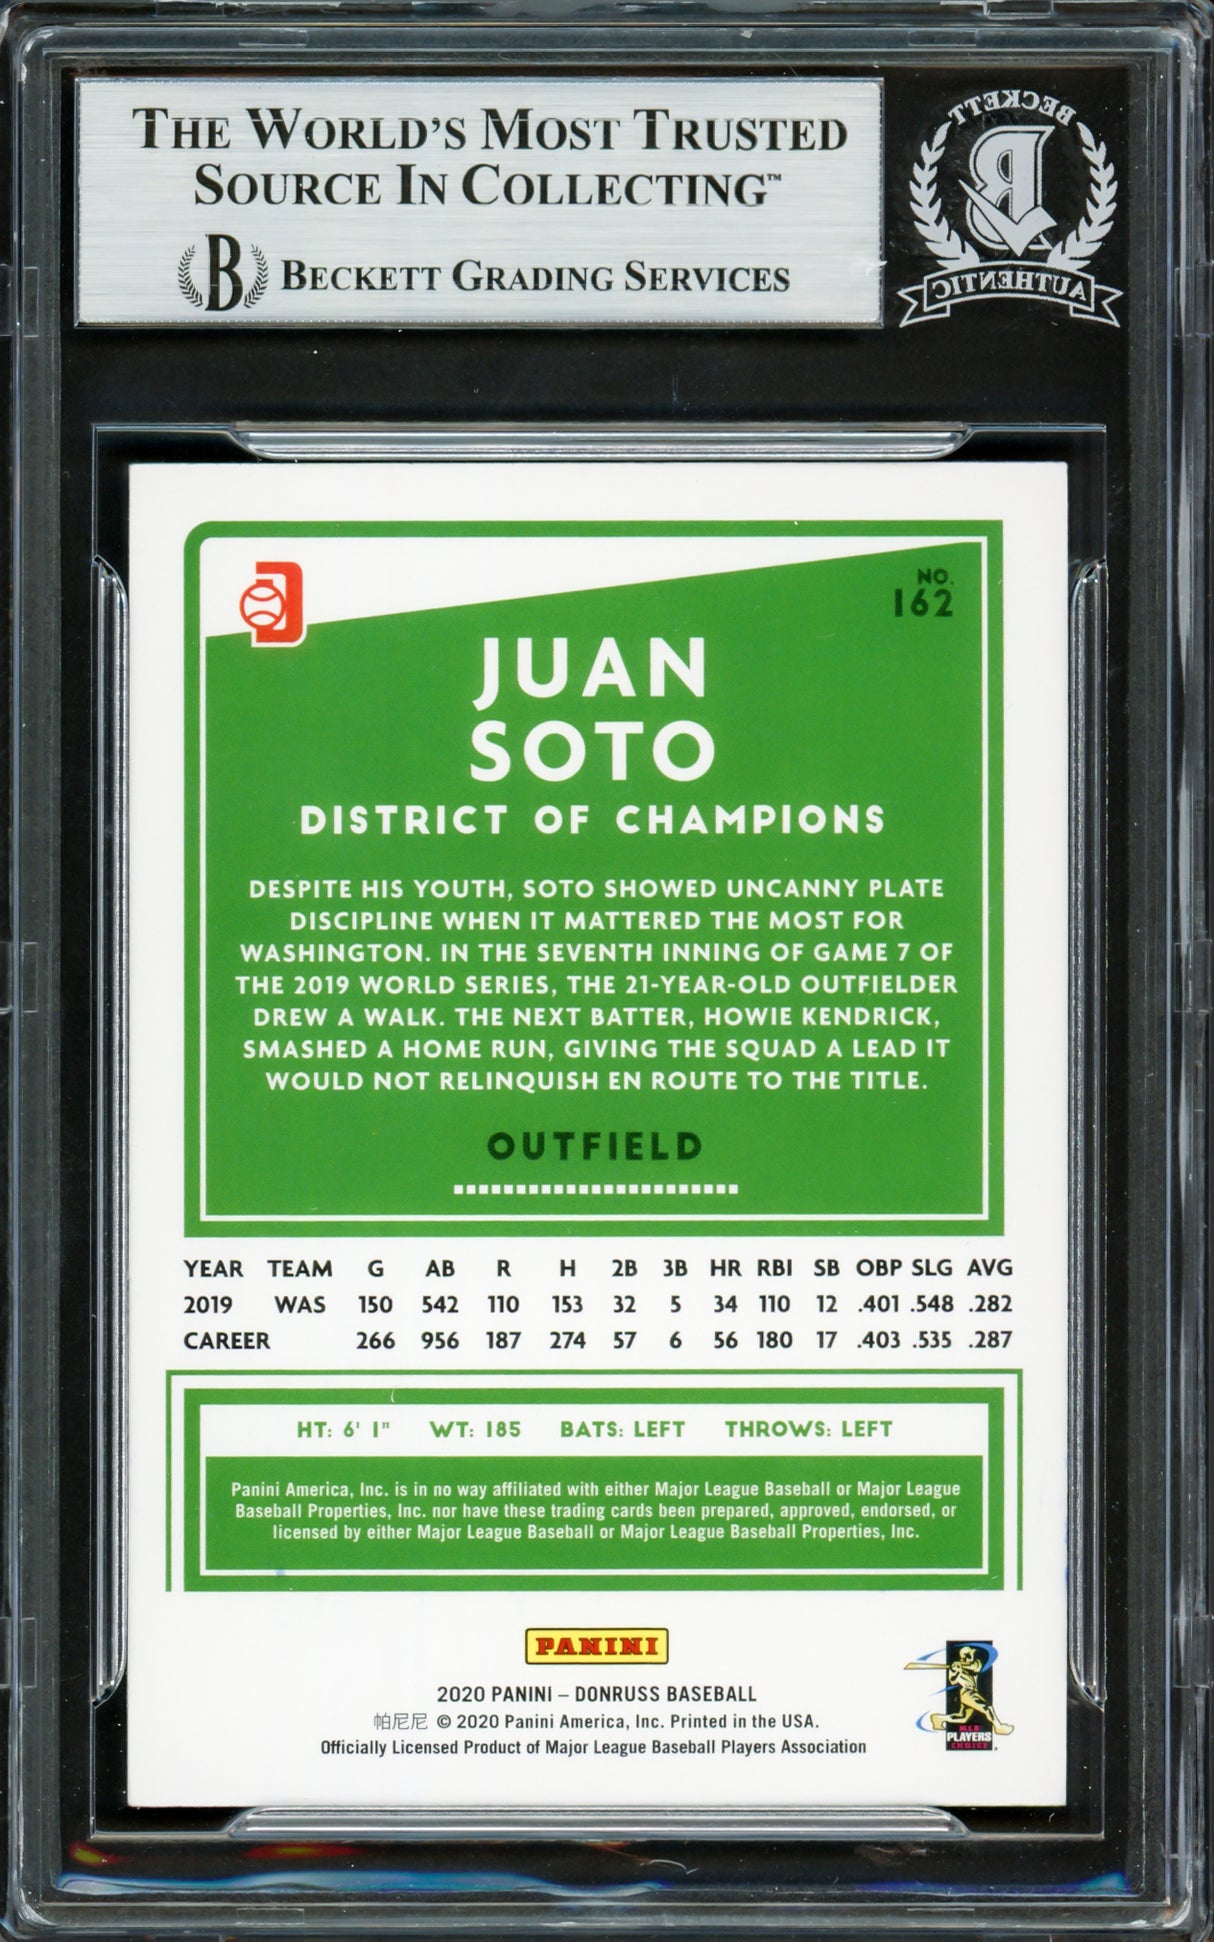 THE WORLD'S MOST TRUSTED
SOURCE IN COLLECTING™
B BECKETT GRADING SERVICES
BECKETT
B
AUTHENTIC
D
NO.
162
JUAN
SOTO
DISTRICT OF CHAMPIONS
DESPITE HIS YOUTH, SOTO SHOWED UNCANNY PLATE
DISCIPLINE WHEN IT MATTERED THE MOST FOR
WASHINGTON. IN THE SEVENTH INNING OF GAME 7 OF
THE 2019 WORLD SERIES, THE 21-YEAR-OLD OUTFIELDER
DREW A WALK. THE NEXT BATTER, HOWIE KENDRICK,
SMASHED A HOME RUN, GIVING THE SQUAD A LEAD IT
WOULD NOT RELINQUISH EN ROUTE TO THE TITLE.
OUTFIELD
YEAR TEAM G AB R H 2B 3B HR RBI SB OBP SLG AVG
2019 WAS 150 542 110 153 32 5 34 110 12 .401 .548 .282
CAREER 266 956 187 274 57 6 56 180 17 .403 .535 .287
HT: 6' 1" WT: 185 BATS: LEFT THROWS: LEFT
Panini America, Inc. is in no way affiliated with either Major League Baseball or Major League
Baseball Properties, Inc. nor have these trading cards been prepared, approved, endorsed, or
licensed by either Major League Baseball or Major League Baseball Properties, Inc.
PANINI
2020 PANINI – DONRUSS BASEBALL
帕尼尼 © 2020 Panini America, Inc. Printed in the USA.
Officially Licensed Product of Major League Baseball Players Association
MLB
PLAYERS
CHOICE